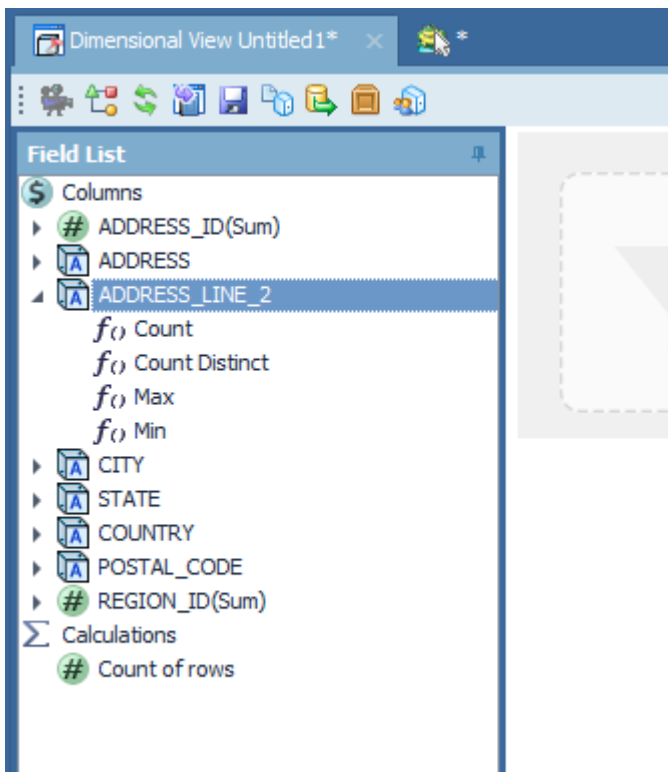 Dimensional View Untitled1*
*
Field List
Columns
ADDRESS_ID(Sum)
ADDRESS
ADDRESS_LINE_2
f() Count
f() Count Distinct
f() Max
f() Min
CITY
STATE
COUNTRY
POSTAL_CODE
REGION_ID(Sum)
Calculations
Count of rows